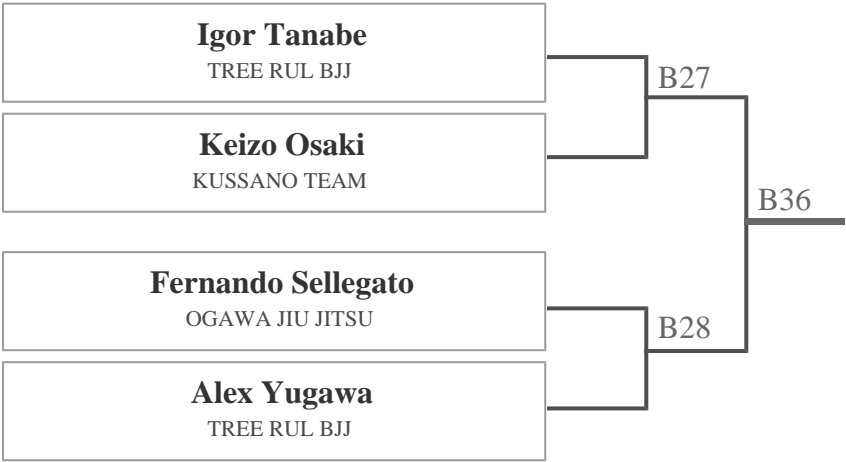 Igor Tanabe
TREE RUL BJJ
B27
Keizo Osaki
KUSSANO TEAM
B36
Fernando Sellegato
OGAWA JIU JITSU
B28
Alex Yugawa
TREE RUL BJJ